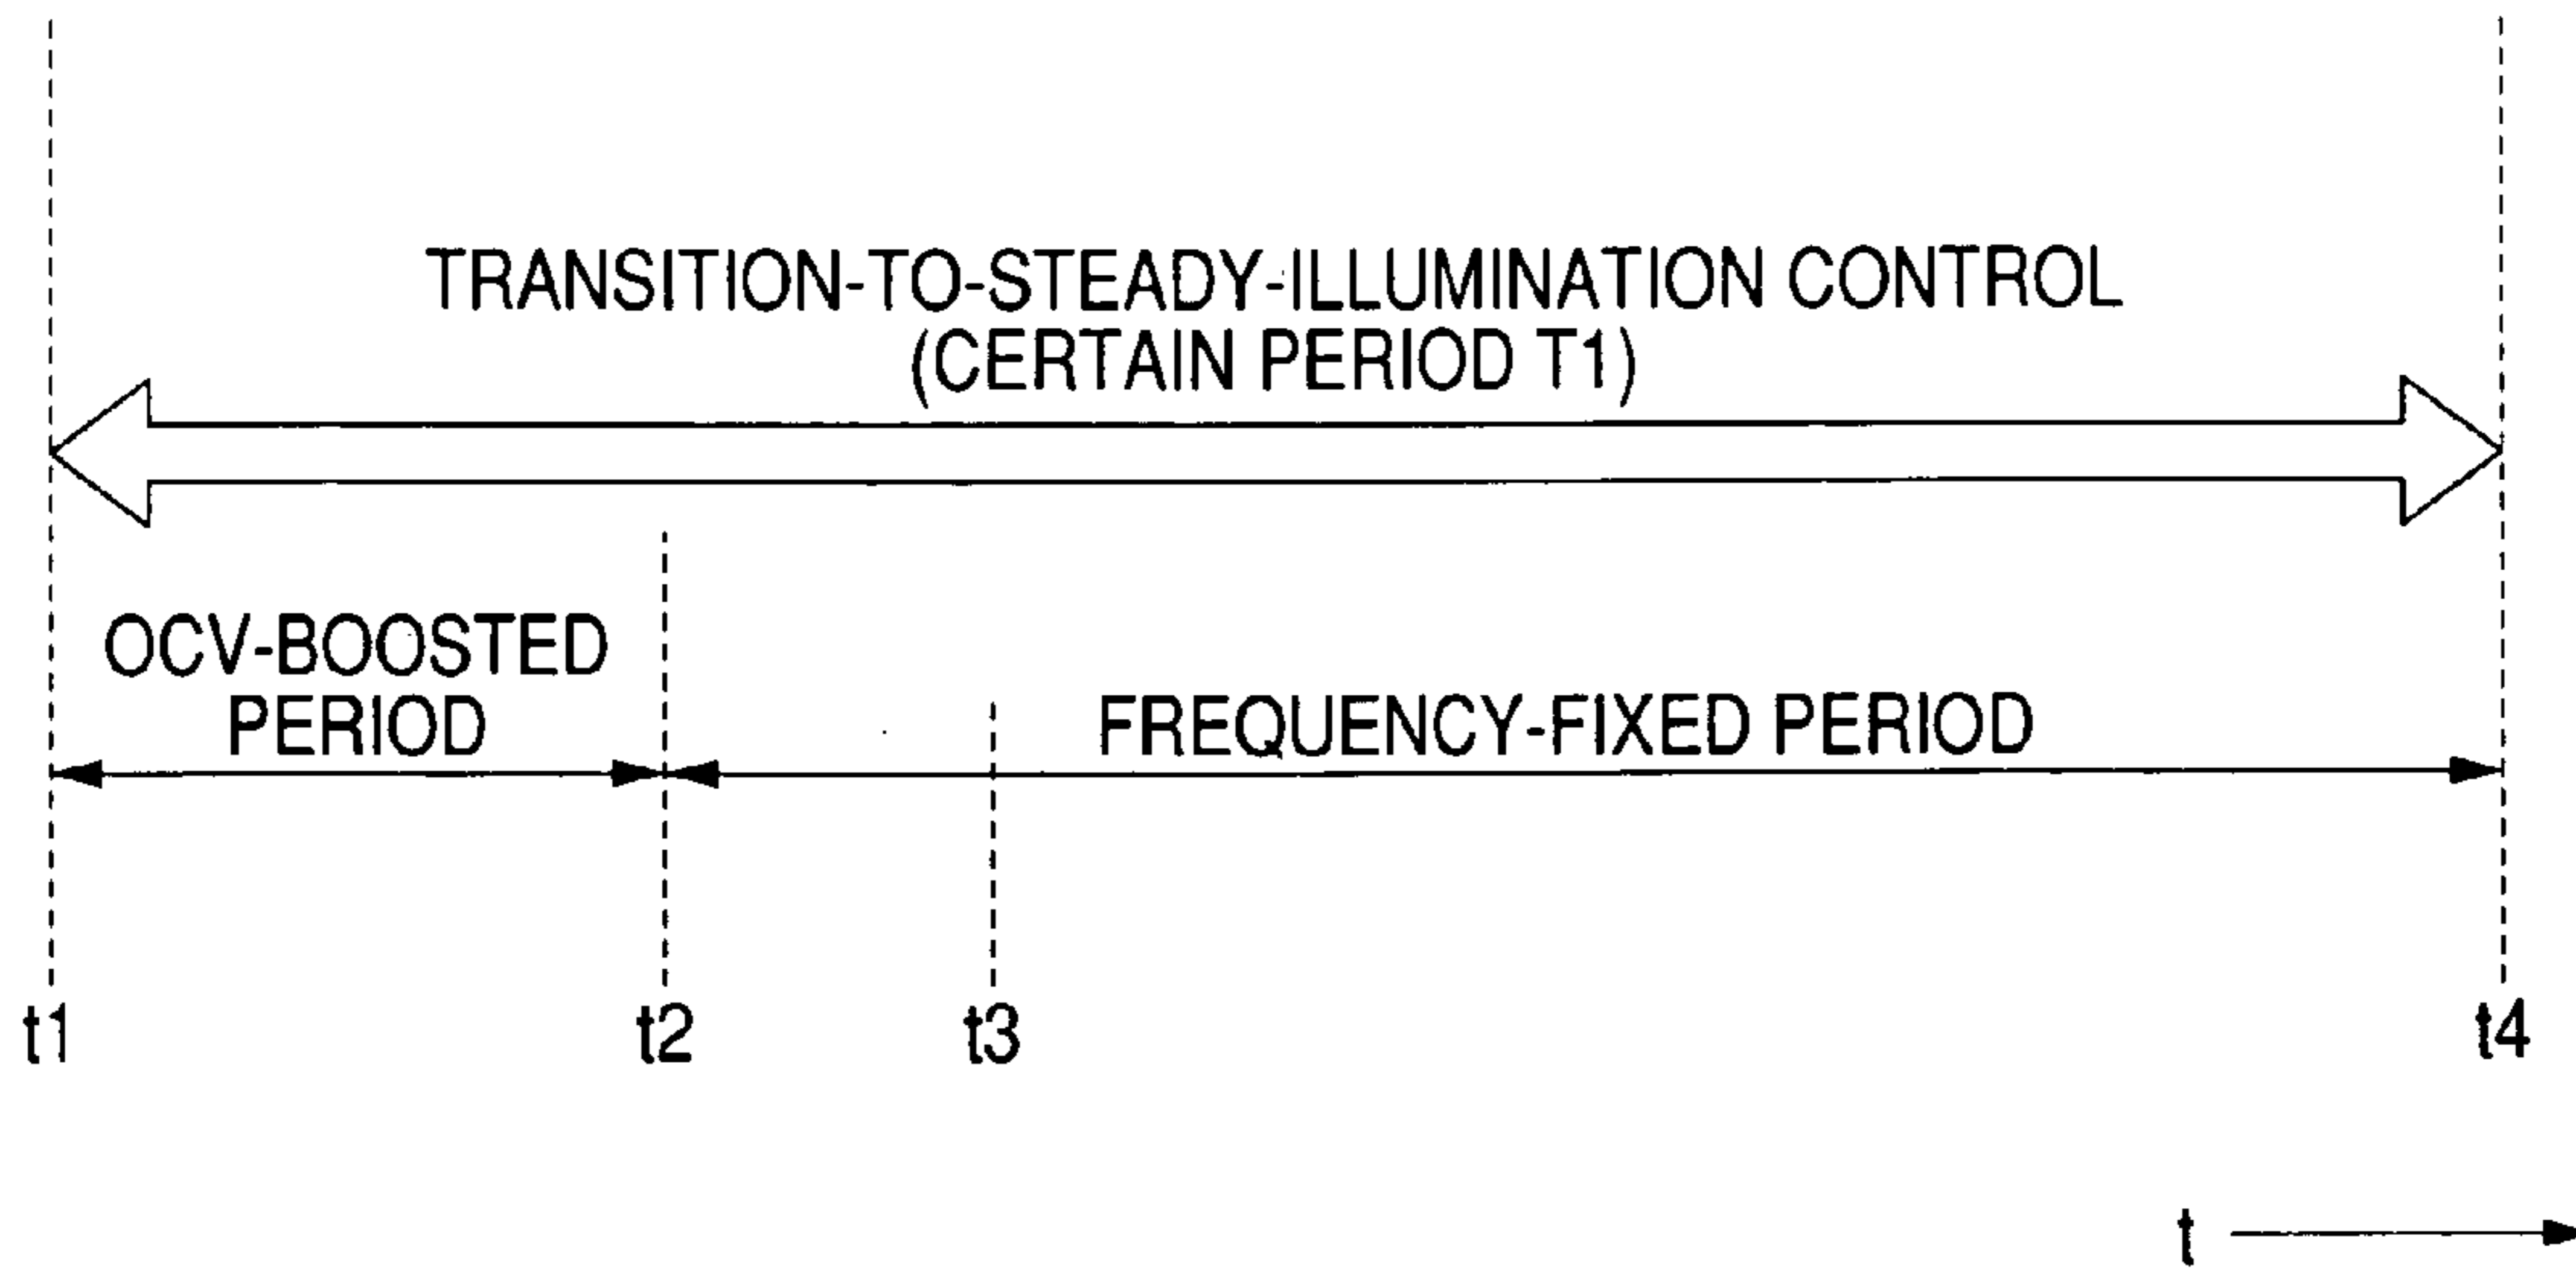 TRANSITION-TO-STEADY-ILLUMINATION CONTROL
(CERTAIN PERIOD T1)
OCV-BOOSTED
PERIOD
FREQUENCY-FIXED PERIOD
t1
t2
t3
t4
t